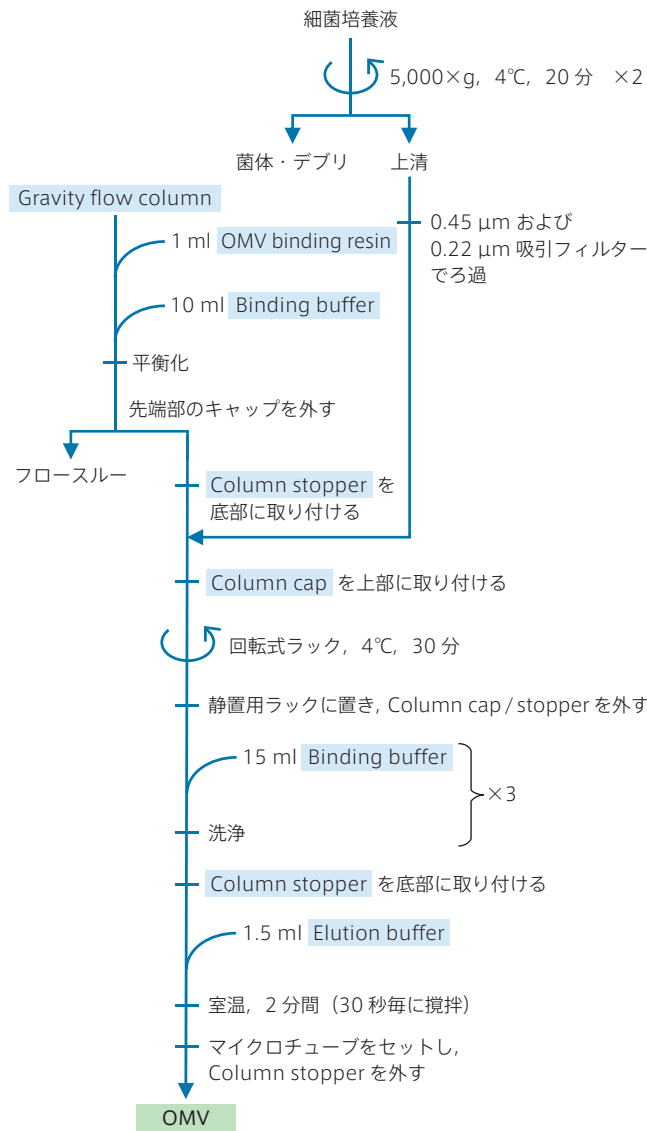 細菌培養液
5,000×g, 4℃, 20 分 ×2
菌体・デブリ
上清
Gravity flow column
0.45 μm および
0.22 μm 吸引フィルター
でろ過
1 ml OMV binding resin
10 ml Binding buffer
平衡化
先端部のキャップを外す
フロースルー
Column stopper を
底部に取り付ける
Column cap を上部に取り付ける
回転式ラック, 4℃, 30 分
静置用ラックに置き, Column cap / stopper を外す
15 ml Binding buffer
×3
洗浄
Column stopper を底部に取り付ける
1.5 ml Elution buffer
室温, 2 分間（30 秒毎に撹拌）
マイクロチューブをセットし,
Column stopper を外す
OMV